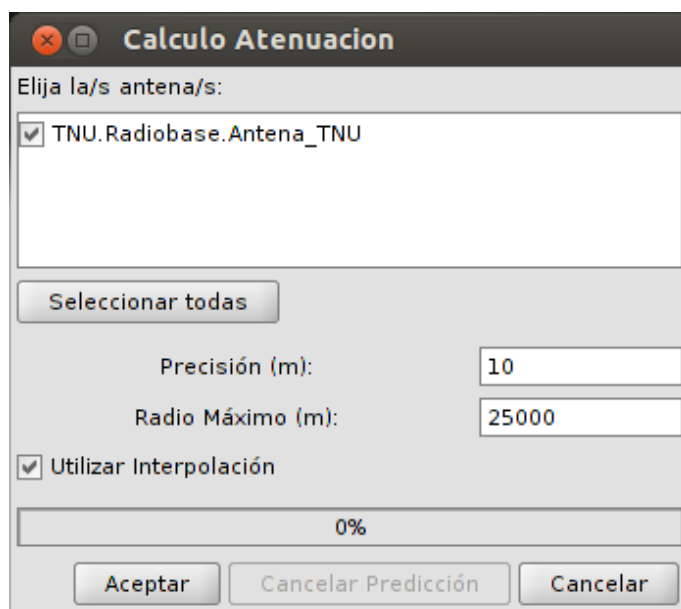 Calculo Atenuacion
Elija la/s antena/s:
TNU.Radiobase.Antena_TNU
Seleccionar todas
Precisión (m): 10
Radio Máximo (m): 25000
Utilizar Interpolación
0%
Aceptar Cancelar Predicción Cancelar